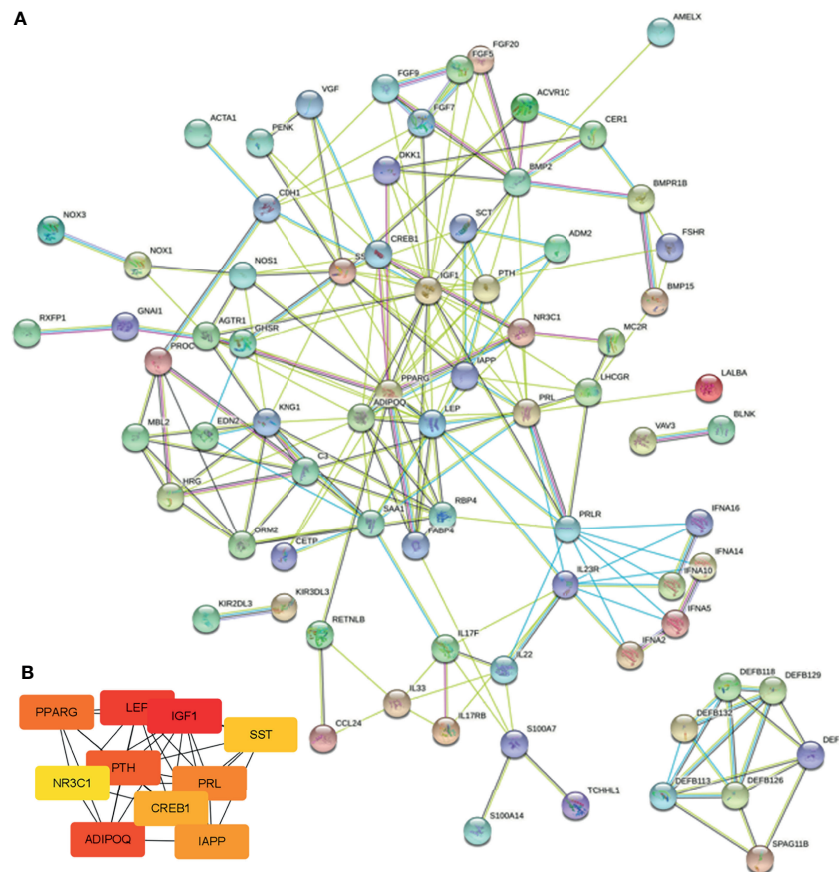 A
AMELX
FGF20
FGF5
FGF9
VGF
ACVR1C
FGF7
ACTA1
PENK
CER1
DKK1
BMP2
BMPR1B
CDH1
SCT
NOX3
CREB1
ADM2
FSHR
NOX1
NOS1
IGF1
PTH
BMP15
RXFP1
GNAI1
AGTR1
GHSR
NR3C1
MC2R
PROC
IAPP
PPARG
LHCGR
LALBA
ADIPOQ
LEP
PRL
MBL2
EDN2
KNG1
VAV3
BLNK
C3
HRG
SAA1
RBP4
PRLR
IFNA16
ORM2
CETP
FABP4
IFNA14
IL23R
IFNA10
KIR2DL3
KIR3DL3
IFNA5
RETNLB
IL17F
IL22
IFNA2
B
IL33
DEFB118
DEFB129
PPARG
LEP
IGF1
CCL24
IL17RB
DEFB132
SST
S100A7
DEF
PTH
NR3C1
PRL
DEFB113
DEFB126
CREB1
TCHHL1
ADIPOQ
IAPP
S100A14
SPAG11B